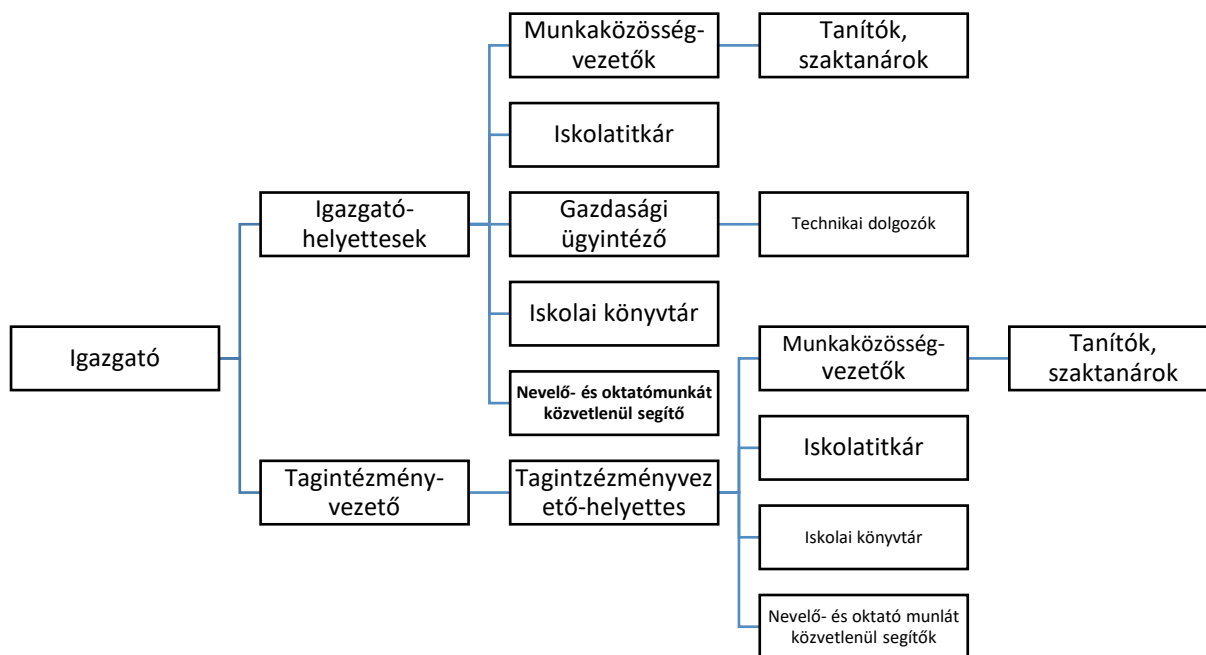 Munkaközösség-
vezetők
Tanítók,
szaktanárok
Iskolatitkár
Igazgató-
helyettesek
Gazdasági
ügyintéző
Technikai dolgozók
Iskolai könyvtár
Igazgató
Munkaközösség-
vezetők
Tanítók,
szaktanárok
Nevelő- és oktatómunkát
közvetlenül segítő
Iskolatitkár
Tagintézmény-
vezető
Tagintzézményvez
ető-helyettes
Iskolai könyvtár
Nevelő- és oktató munlát
közvetlenül segítők